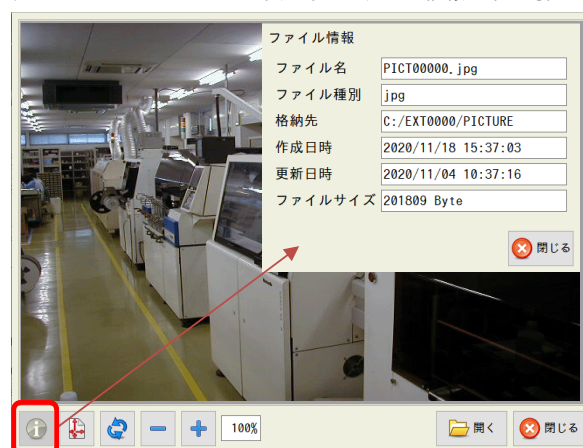 ファイル情報
ファイル名 PICT00000.jpg
ファイル種別 jpg
格納先 C:/EXT0000/PICTURE
作成日時 2020/11/18 15:37:03
更新日時 2020/11/04 10:37:16
ファイルサイズ 201809 Byte
閉じる
100%
開く
閉じる